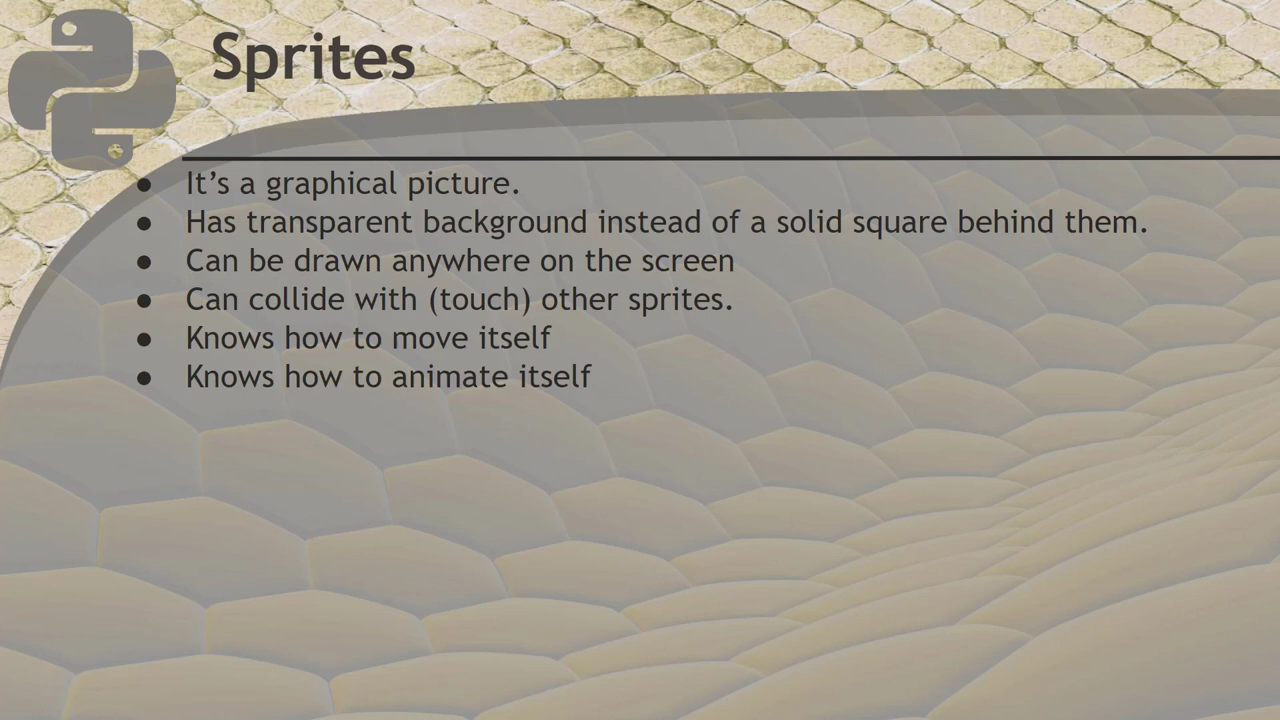 Sprites
● It’s a graphical picture.
● Has transparent background instead of a solid square behind them.
● Can be drawn anywhere on the screen
● Can collide with (touch) other sprites.
● Knows how to move itself
● Knows how to animate itself